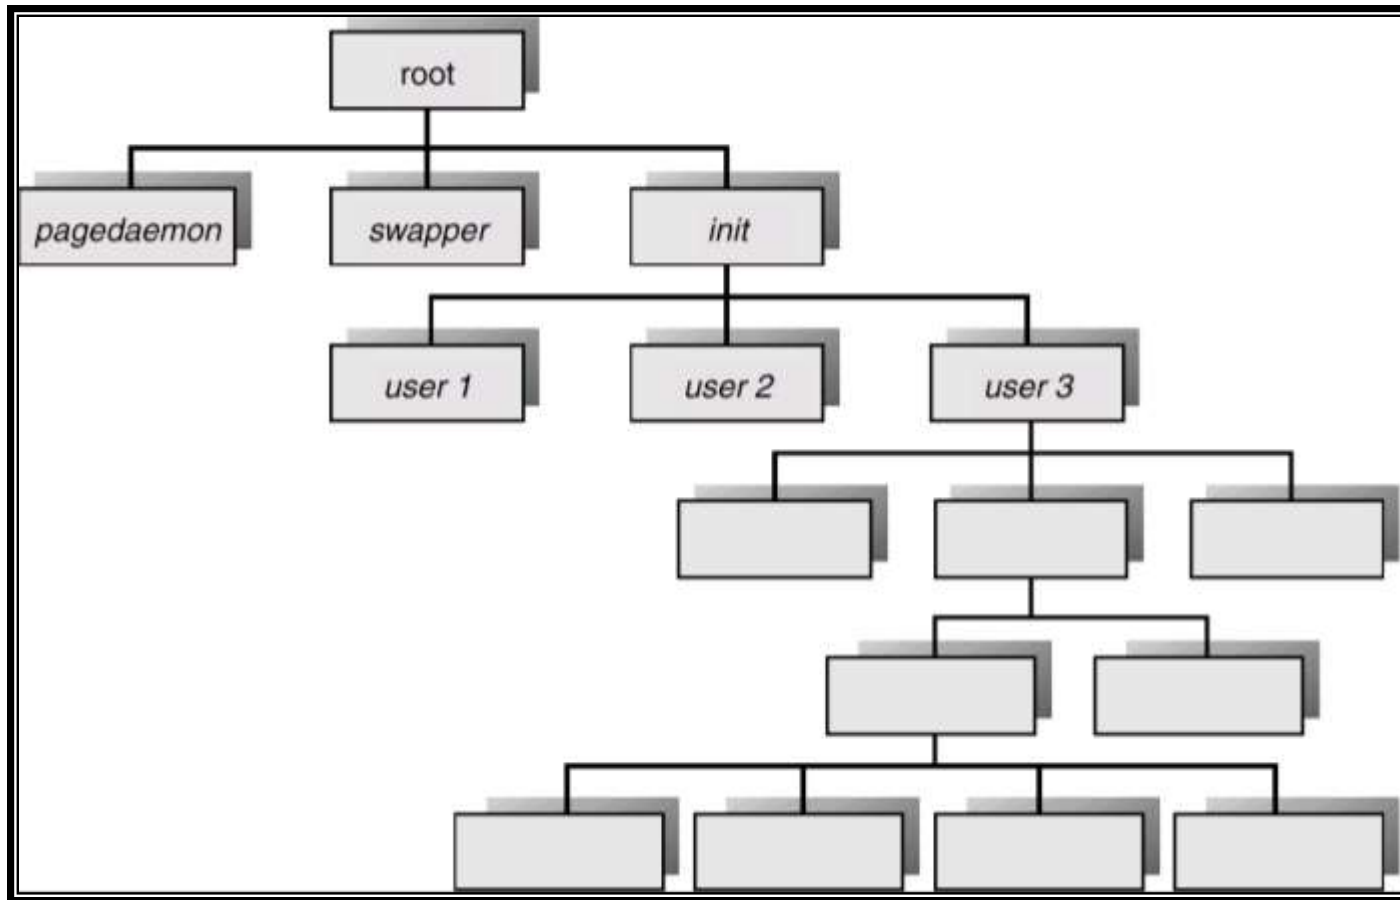 root
pagedaemon
swapper
init
user 1
user 2
user 3